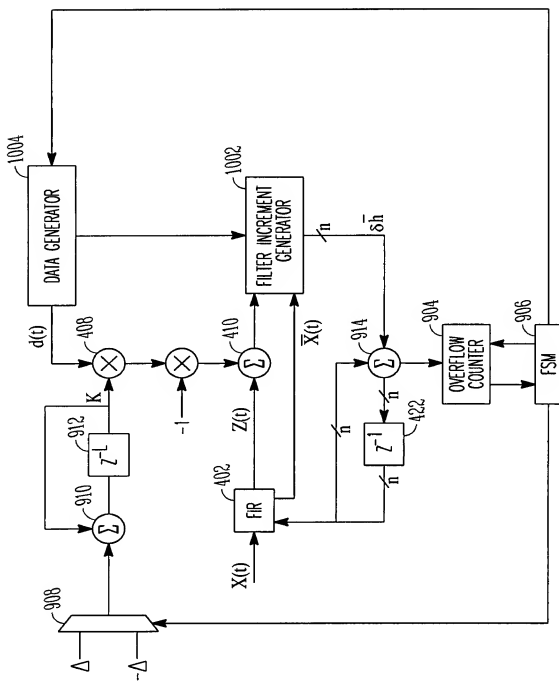 1004
DATA GENERATOR
d(t)
408
K
912
z⁻ᴸ
910
Σ
908
Δ
-Δ
X
X
-1
410
Σ
Z(t)
1002
FILTER INCREMENT
GENERATOR
n
δh̅
402
FIR
X(t)
X̅(t)
914
Σ
n
n
422
z⁻¹
n
904
OVERFLOW
COUNTER
906
FSM